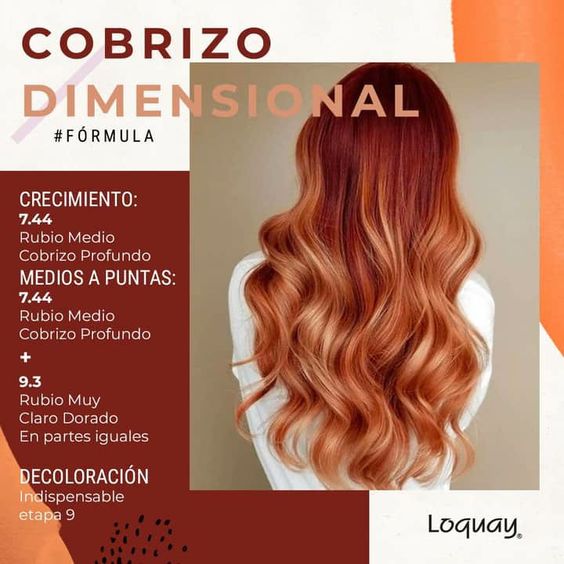 COBRIZO
DIMENSIONAL
#FÓRMULA
CRECIMIENTO:
7.44
Rubio Medio
Cobrizo Profundo
MEDIOS A PUNTAS:
7.44
Rubio Medio
Cobrizo Profundo
+
9.3
Rubio Muy
Claro Dorado
En partes iguales
DECOLORACIÓN
Indispensable
etapa 9
Loquay®